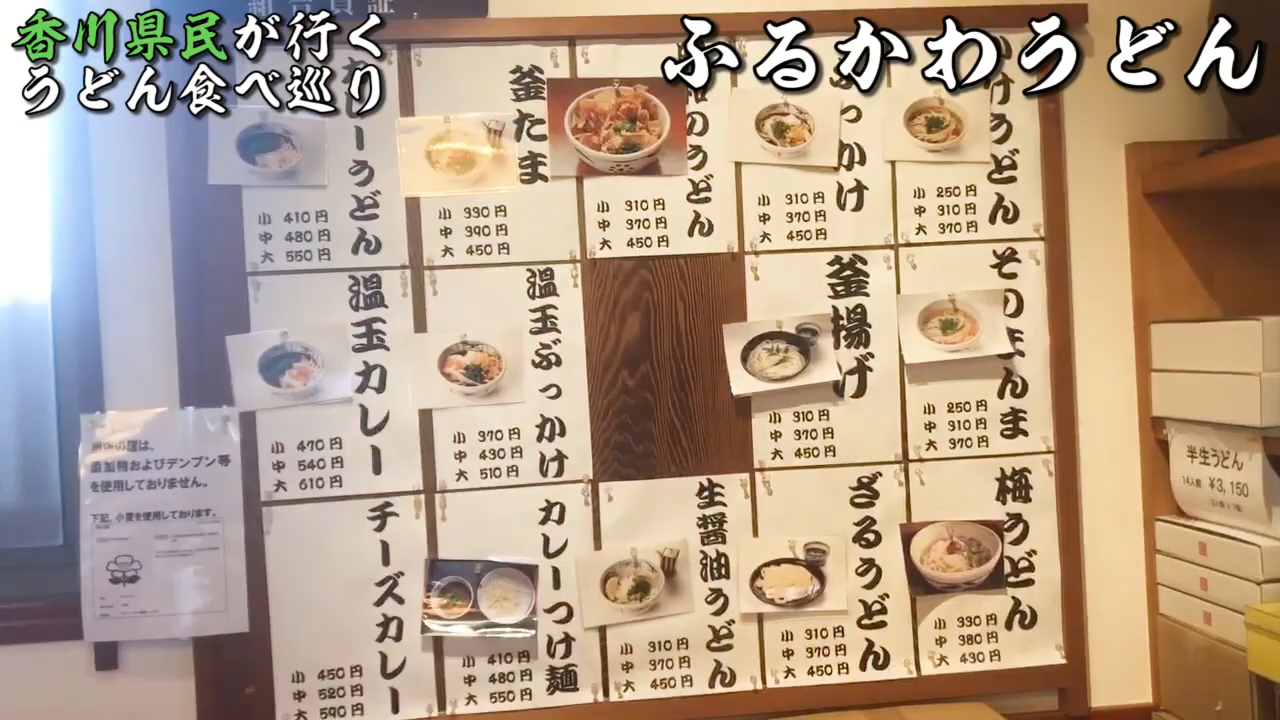 香川県民が行く
うどん食べ巡り
ふるかわうどん
かけうどん
小 250円
中 310円
大 370円
ぶっかけ
小 310円
中 370円
大 450円
のうどん
小 310円
中 370円
大 450円
釜たま
小 330円
中 390円
大 450円
カレーうどん
小 410円
中 480円
大 550円
そのまんま
小 250円
中 310円
大 370円
釜揚げ
小 310円
中 370円
大 450円
温玉ぶっかけ
小 370円
中 430円
大 510円
温玉カレー
小 470円
中 540円
大 610円
梅うどん
小 330円
中 380円
大 430円
ざるうどん
小 310円
中 370円
大 450円
生醤油うどん
小 310円
中 370円
大 450円
カレーつけ麺
小 410円
中 480円
大 550円
チーズカレー
小 450円
中 520円
大 590円
の麺は、
添加物およびデンプン等
を使用しておりません。
下記、小麦を使用しております。
半生うどん
14人前 ¥3,150